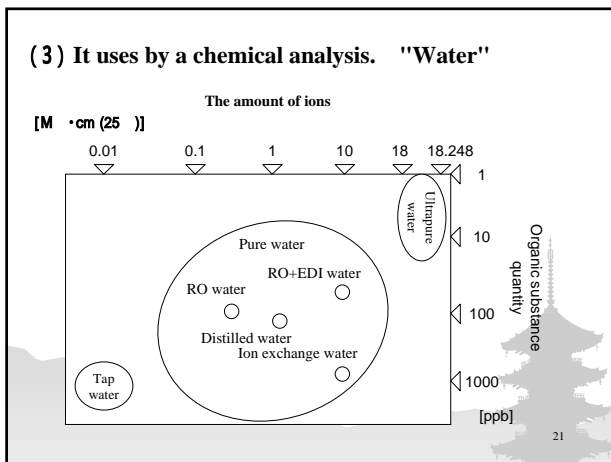 (3) It uses by a chemical analysis. "Water"
The amount of ions
[M ・cm (25 )]
0.01 0.1 1 10 18 18.248
1
10
100
1000
[ppb]
Organic substance
quantity
Ultrapure
water
Pure water
RO+EDI water
RO water
Distilled water
Ion exchange water
Tap
water
21